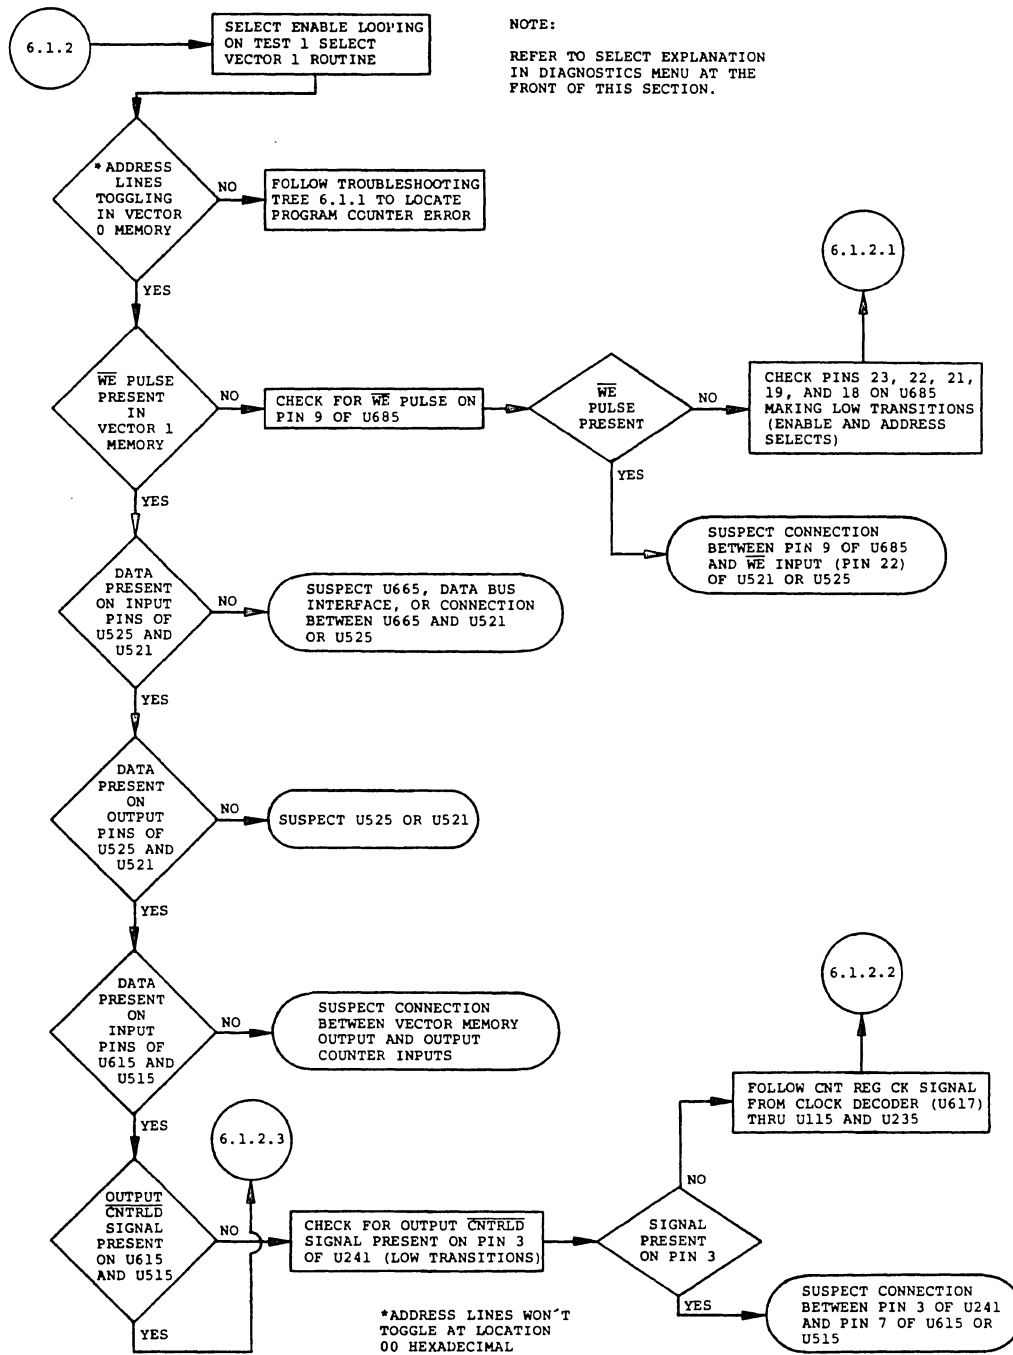 6.1.2
SELECT ENABLE LOOPING
ON TEST 1 SELECT
VECTOR 1 ROUTINE
NOTE:
REFER TO SELECT EXPLANATION
IN DIAGNOSTICS MENU AT THE
FRONT OF THIS SECTION.
*ADDRESS
LINES
TOGGLING
IN VECTOR
0 MEMORY
NO
FOLLOW TROUBLESHOOTING
TREE 6.1.1 TO LOCATE
PROGRAM COUNTER ERROR
YES
6.1.2.1
WE PULSE
PRESENT
IN
VECTOR 1
MEMORY
NO
CHECK FOR WE PULSE ON
PIN 9 OF U685
WE
PULSE
PRESENT
NO
CHECK PINS 23, 22, 21,
19, AND 18 ON U685
MAKING LOW TRANSITIONS
(ENABLE AND ADDRESS
SELECTS)
YES
SUSPECT CONNECTION
BETWEEN PIN 9 OF U685
AND WE INPUT (PIN 22)
OF U521 OR U525
YES
DATA
PRESENT
ON INPUT
PINS OF
U525 AND
U521
NO
SUSPECT U665, DATA BUS
INTERFACE, OR CONNECTION
BETWEEN U665 AND U521
OR U525
YES
DATA
PRESENT
ON
OUTPUT
PINS OF
U525 AND
U521
NO
SUSPECT U525 OR U521
YES
DATA
PRESENT
ON
INPUT
PINS OF
U615 AND
U515
NO
SUSPECT CONNECTION
BETWEEN VECTOR MEMORY
OUTPUT AND OUTPUT
COUNTER INPUTS
YES
6.1.2.3
6.1.2.2
OUTPUT
CNTRLD
SIGNAL
PRESENT
ON U615
AND U515
NO
CHECK FOR OUTPUT CNTRLD
SIGNAL PRESENT ON PIN 3
OF U241 (LOW TRANSITIONS)
SIGNAL
PRESENT
ON PIN 3
NO
FOLLOW CNT REG CK SIGNAL
FROM CLOCK DECODER (U617)
THRU U115 AND U235
YES
SUSPECT CONNECTION
BETWEEN PIN 3 OF U241
AND PIN 7 OF U615 OR
U515
YES
*ADDRESS LINES WON'T
TOGGLE AT LOCATION
00 HEXADECIMAL